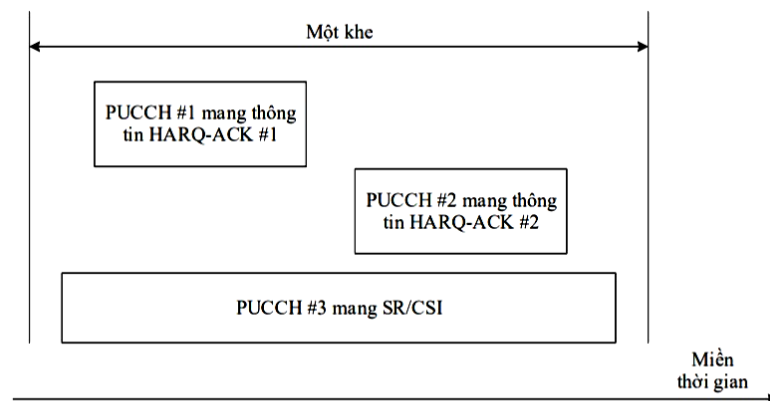 Một khe
PUCCH #1 mang thông
tin HARQ-ACK #1
PUCCH #2 mang thông
tin HARQ-ACK #2
PUCCH #3 mang SR/CSI
Miền
thời gian